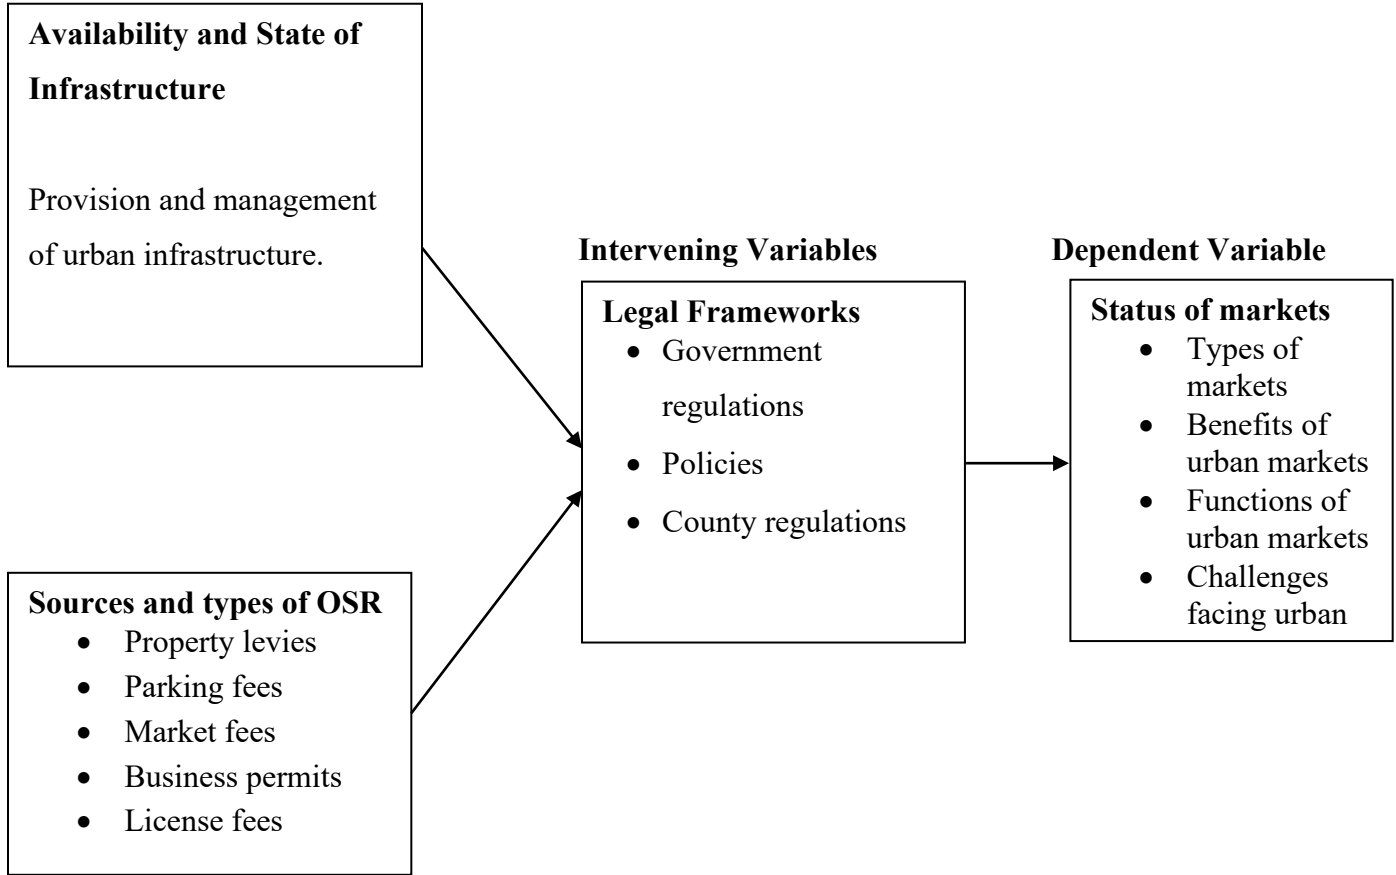 Availability and State of
Infrastructure
Provision and management
of urban infrastructure.
Sources and types of OSR
• Property levies
• Parking fees
• Market fees
• Business permits
• License fees
Intervening Variables
Legal Frameworks
• Government
regulations
• Policies
• County regulations
Dependent Variable
Status of markets
• Types of
markets
• Benefits of
urban markets
• Functions of
urban markets
• Challenges
facing urban